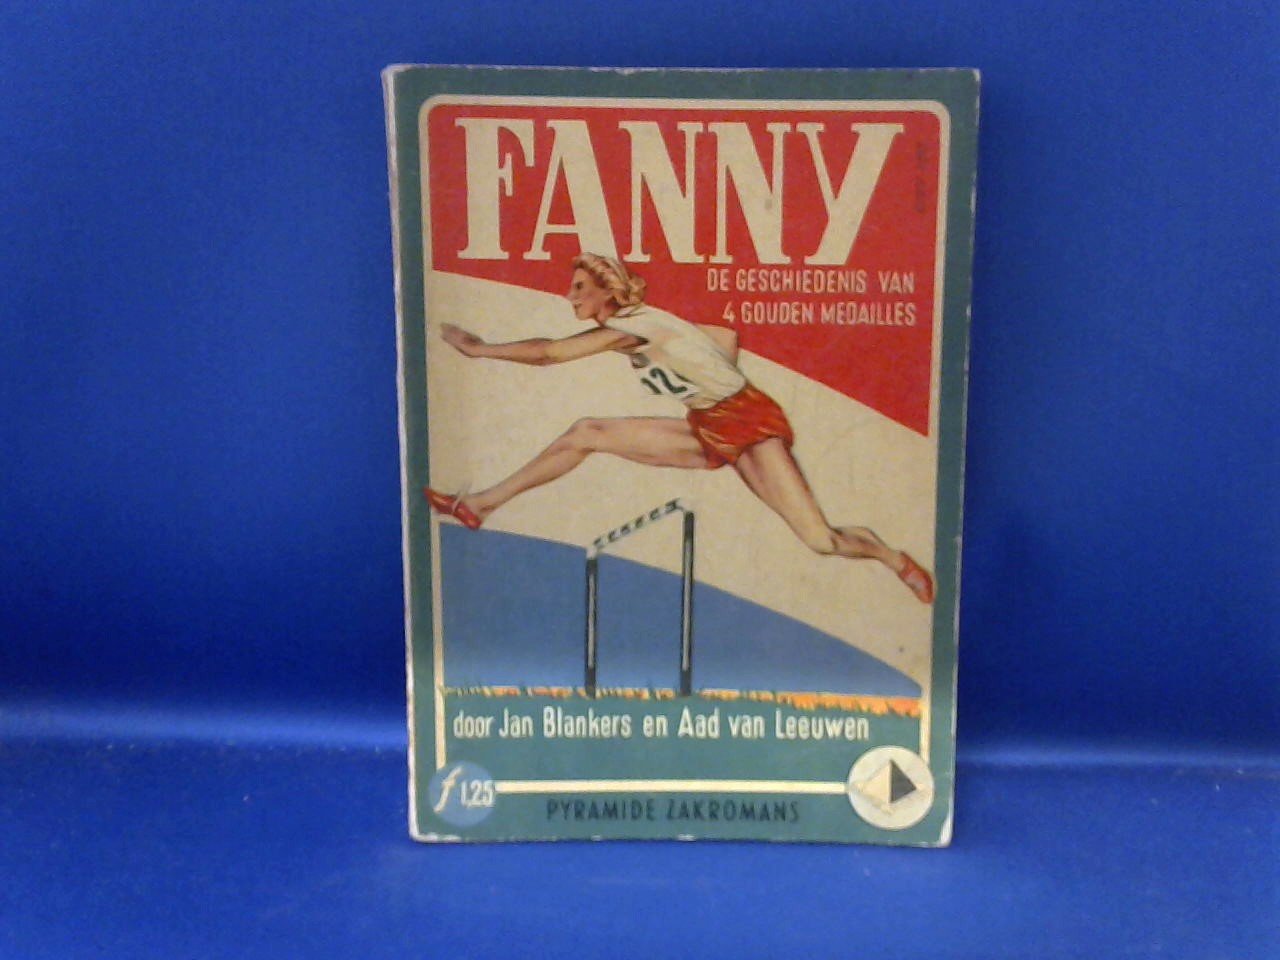 FANNY
DE GESCHIEDENIS VAN
4 GOUDEN MEDAILLES
12
door Jan Blankers en Aad van Leeuwen
f 1,25
PYRAMIDE ZAKROMANS